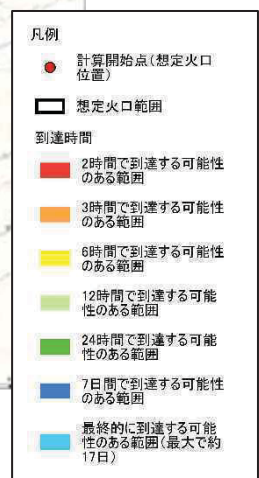 凡例
計算開始点(想定火口
位置)
想定火口範囲
到達時間
2時間で到達する可能性
のある範囲
3時間で到達する可能性
のある範囲
6時間で到達する可能性
のある範囲
12時間で到達する可能
性のある範囲
24時間で到達する可能
性のある範囲
7日間で到達する可能性
のある範囲
最終的に到達する可能
性のある範囲(最大で約
17日)